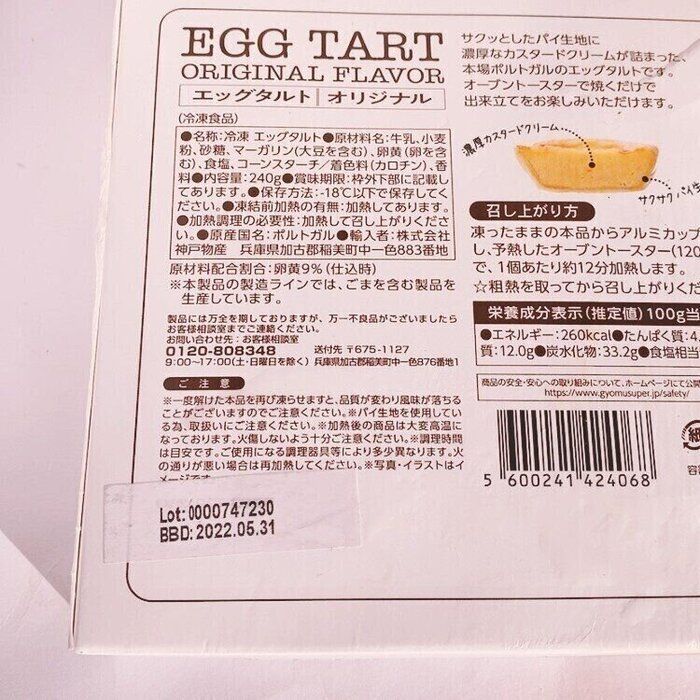 EGG TART
ORIGINAL FLAVOR
エッグタルト オリジナル
(冷凍食品)
●名称:冷凍 エッグタルト●原材料名:牛乳、小麦
粉、砂糖、マーガリン(大豆を含む)、卵黄(卵を含
む)、食塩、コーンスターチ/着色料(カロチン)、香
料●内容量:240g●賞味期限:枠外下部に記載し
てあります。●保存方法:-18℃以下で保存してく
ださい。●凍結前加熱の有無:加熱してあります。
●加熱調理の必要性:加熱して召し上がりくださ
い。●原産国名:ポルトガル●輸入者:株式会社
神戸物産 兵庫県加古郡稲美町中一色883番地
原材料配合割合:卵黄9%(仕込時)
※本製品の製造ラインでは、ごまを含む製品を
生産しています。
製品には万全を期しておりますが、万一不良品がございましたら
お客様相談室までご連絡ください。
お問い合わせ先:お客様相談室
0120-808348 送付先 〒675-1127
9:00〜17:00(土・日曜日を除く) 兵庫県加古郡稲美町中一色876番地1
ご注意
※一度解けた本品を再び凍らせますと、品質が変わり風味が落ちる
ことがございますのでご注意ください。※パイ生地を使用してい
る為、取扱いにご注意ください。※加熱後の商品は大変高温に
なっております。火傷しないよう十分ご注意ください。※調理時間
は目安です。ご使用になる調理器具等により多少異なります。火
の通りが悪い場合は再加熱してください。※写真・イラストはイ
メージです。
Lot:0000747230
BBD:2022.05.31
サクッとしたパイ生地に
濃厚なカスタードクリームが詰まった、
本場ポルトガルのエッグタルトです。
オーブントースターで焼くだけで
出来立てをお楽しみいただけます。
濃厚カスタードクリーム
サクサクパイ生
召し上がり方
凍ったままの本品からアルミカップ
し、予熱したオーブントースター(120
で、1個あたり約12分加熱します。
☆粗熱を取ってから召し上がりくだ
栄養成分表示(推定値)100g当
●エネルギー:260kcal●たんぱく質:4.
質:12.0g●炭水化物:33.2g●食塩相当
商品の安全・安心への取り組みについて、ホームページにて公開
https://www.gyomusuper.jp/safety/
5 600241 424068